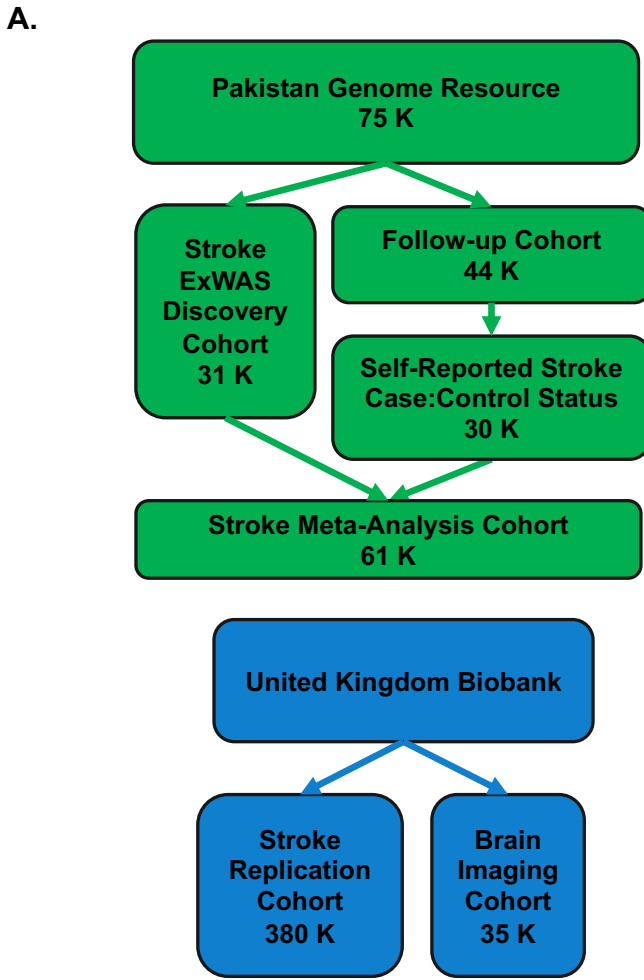 A.
Pakistan Genome Resource
75 K
Stroke
ExWAS
Discovery
Cohort
31 K
Follow-up Cohort
44 K
Self-Reported Stroke
Case:Control Status
30 K
Stroke Meta-Analysis Cohort
61 K
United Kingdom Biobank
Stroke
Replication
Cohort
380 K
Brain
Imaging
Cohort
35 K